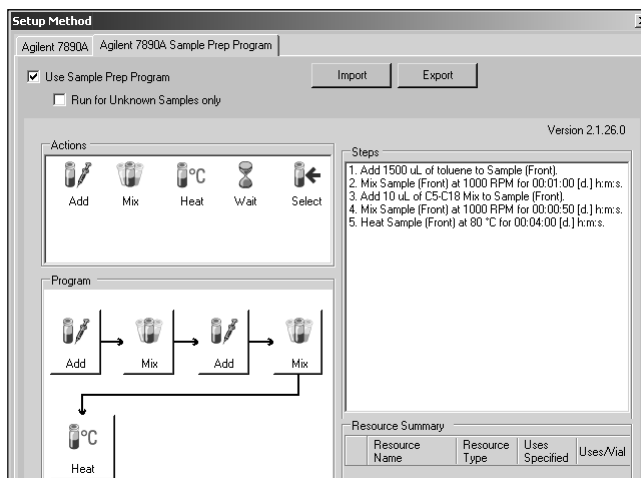 Setup Method
Agilent 7890A
Agilent 7890A Sample Prep Program
Use Sample Prep Program
Import
Export
Run for Unknown Samples only
Version 2.1.26.0
Actions
Add
Mix
Heat
Wait
Select
°C
Steps
1. Add 1500 uL of toluene to Sample (Front).
2. Mix Sample (Front) at 1000 RPM for 00:01:00 [d.] h:m:s.
3. Add 10 uL of C5-C18 Mix to Sample (Front).
4. Mix Sample (Front) at 1000 RPM for 00:00:50 [d.] h:m:s.
5. Heat Sample (Front) at 80 °C for 00:04:00 [d.] h:m:s.
Program
Add
Mix
Add
Mix
°C
Heat
Resource Summary
Resource Name
Resource Type
Uses Specified
Uses/Vial